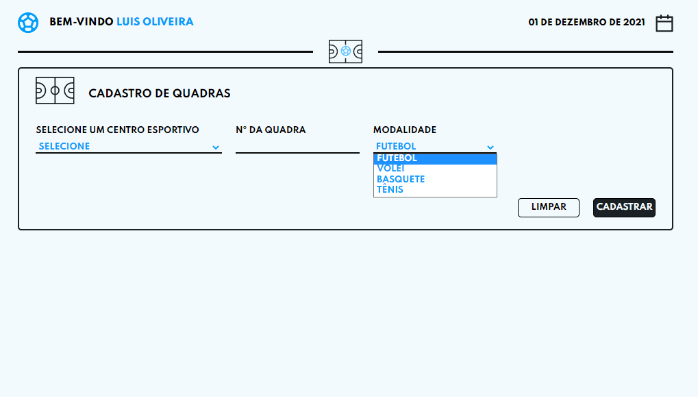 BEM-VINDO LUIS OLIVEIRA
01 DE DEZEMBRO DE 2021
CADASTRO DE QUADRAS
SELECIONE UM CENTRO ESPORTIVO
Nº DA QUADRA
MODALIDADE
SELECIONE
FUTEBOL
FUTEBOL
VÔLEI
BASQUETE
TÊNIS
LIMPAR
CADASTRAR